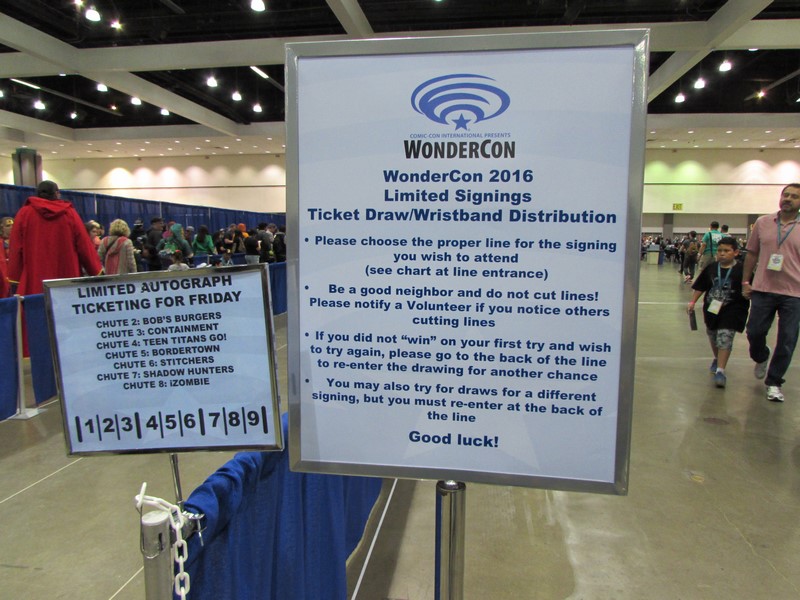 COMIC-CON INTERNATIONAL PRESENTS
WONDERCON
WonderCon 2016
Limited Signings
Ticket Draw/Wristband Distribution
• Please choose the proper line for the signing
you wish to attend
(see chart at line entrance)
• Be a good neighbor and do not cut lines!
Please notify a Volunteer if you notice others
cutting lines
• If you did not “win” on your first try and wish
to try again, please go to the back of the line
to re-enter the drawing for another chance
• You may also try for draws for a different
signing, but you must re-enter at the back of
the line
Good luck!
LIMITED AUTOGRAPH
TICKETING FOR FRIDAY
CHUTE 2: BOB'S BURGERS
CHUTE 3: CONTAINMENT
CHUTE 4: TEEN TITANS GO!
CHUTE 5: BORDERTOWN
CHUTE 6: STITCHERS
CHUTE 7: SHADOW HUNTERS
CHUTE 8: iZOMBIE
|1|2|3|4|5|6|7|8|9|